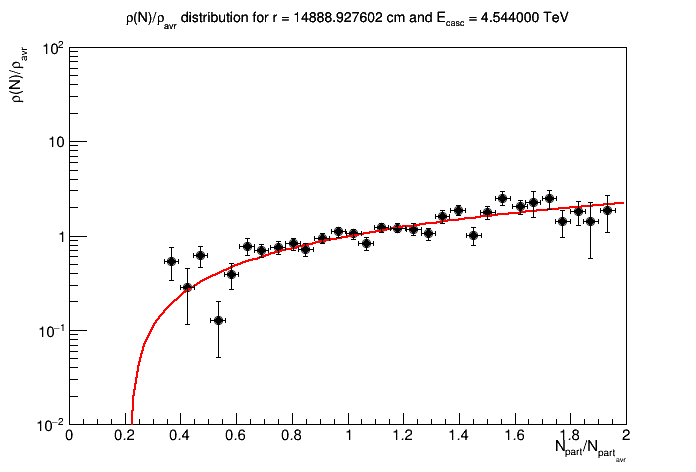 ρ(N)/ρavr distribution for r = 14888.927602 cm and Ecasc = 4.544000 TeV
ρ(N)/ρavr
10²
10
1
10⁻¹
10⁻²
0 0.2 0.4 0.6 0.8 1 1.2 1.4 1.6 1.8 2
Npart/Npartavr